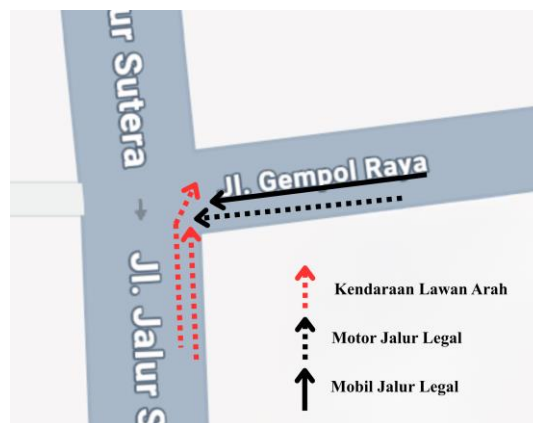 ur Sutera
Jl. Gempol Raya
Jl. Jalur S
Kendaraan Lawan Arah
Motor Jalur Legal
Mobil Jalur Legal